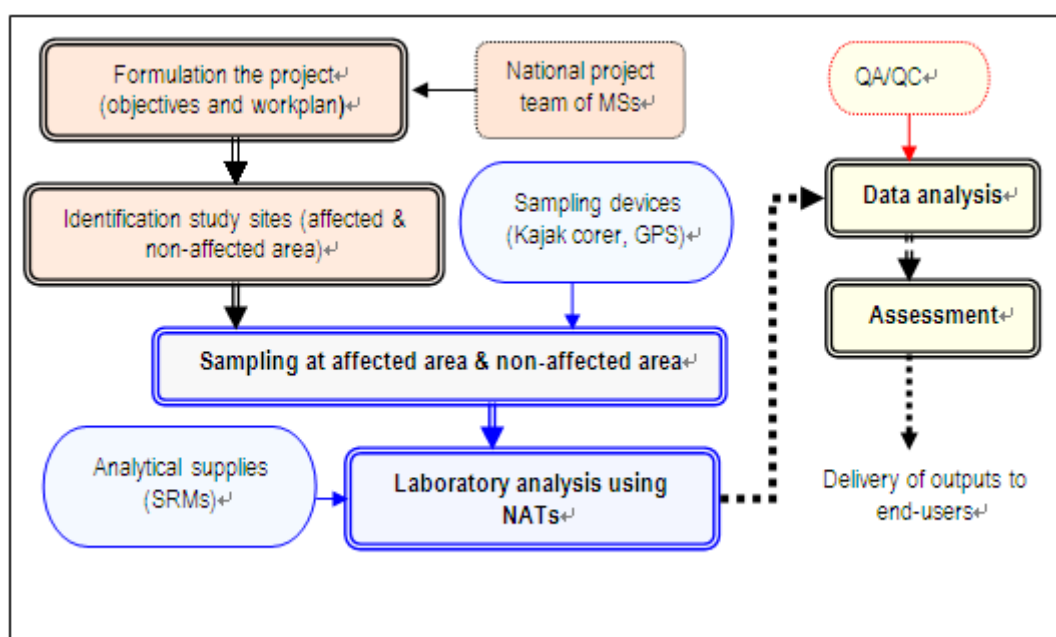 Formulation the project↵
(objectives and workplan)↵
National project
team of MSs↵
QA/QC↵
Identification study sites (affected &
non-affected area)↵
Sampling devices
(Kajak corer, GPS)↵
Data analysis↵
Assessment↵
Sampling at affected area & non-affected area↵
Analytical supplies
(SRMs)↵
Laboratory analysis using
NATs↵
Delivery of outputs to
end-users↵